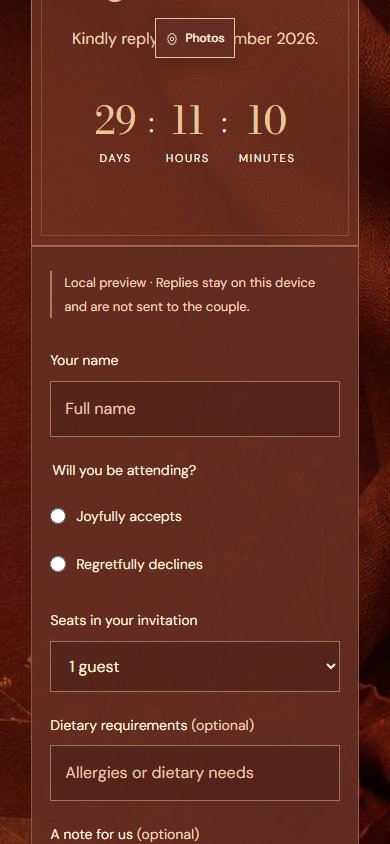 Kindly reply mber 2026.
Photos
29 : 11 : 10
DAYS HOURS MINUTES
Local preview · Replies stay on this device
and are not sent to the couple.
Your name
Full name
Will you be attending?
Joyfully accepts
Regretfully declines
Seats in your invitation
1 guest
Dietary requirements (optional)
Allergies or dietary needs
A note for us (optional)